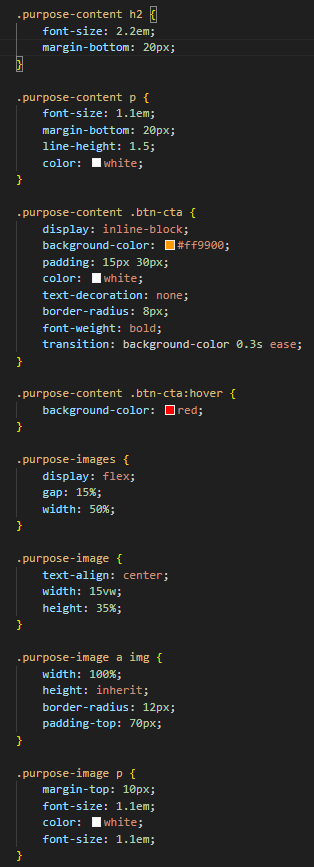 .purpose-content h2 {
    font-size: 2.2em;
    margin-bottom: 20px;
}

.purpose-content p {
    font-size: 1.1em;
    margin-bottom: 20px;
    line-height: 1.5;
    color: white;
}

.purpose-content .btn-cta {
    display: inline-block;
    background-color: #ff9900;
    padding: 15px 30px;
    color: white;
    text-decoration: none;
    border-radius: 8px;
    font-weight: bold;
    transition: background-color 0.3s ease;
}

.purpose-content .btn-cta:hover {
    background-color: red;
}

.purpose-images {
    display: flex;
    gap: 15%;
    width: 50%;
}

.purpose-image {
    text-align: center;
    width: 15vw;
    height: 35%;
}

.purpose-image a img {
    width: 100%;
    height: inherit;
    border-radius: 12px;
    padding-top: 70px;
}

.purpose-image p {
    margin-top: 10px;
    font-size: 1.1em;
    color: white;
    font-size: 1.1em;
}